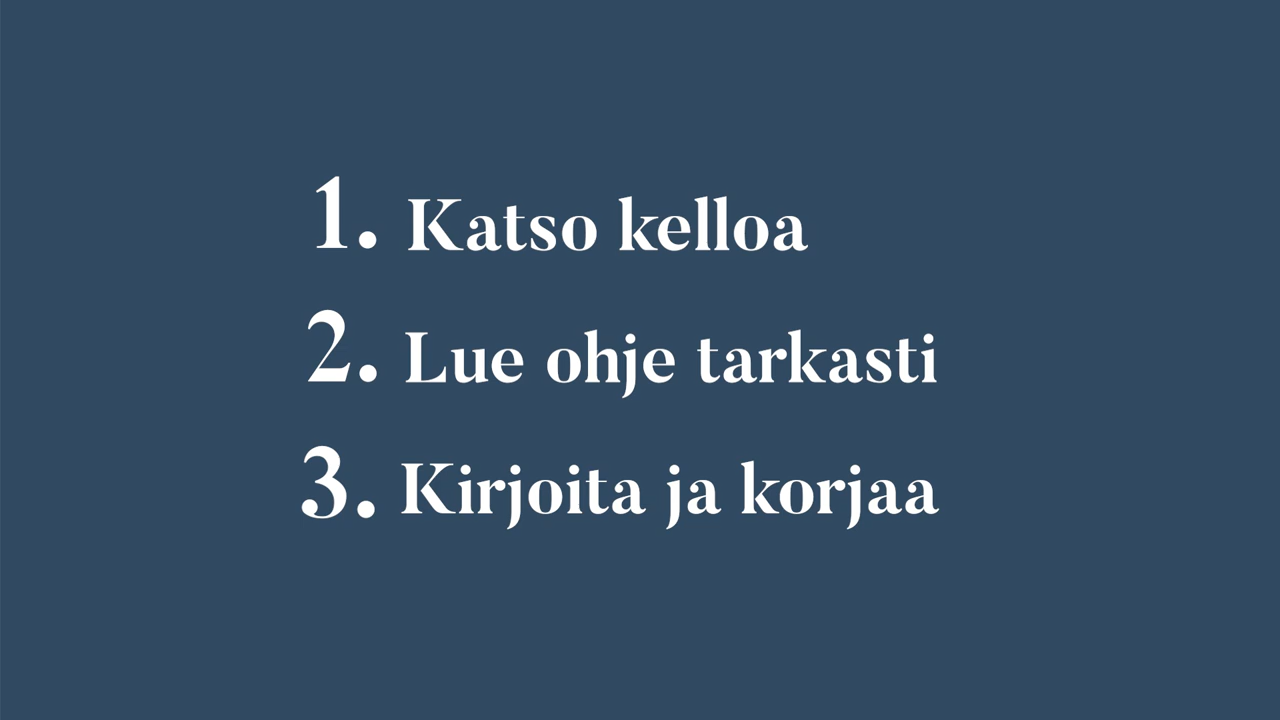 1. Katso kelloa
2. Lue ohje tarkasti
3. Kirjoita ja korjaa